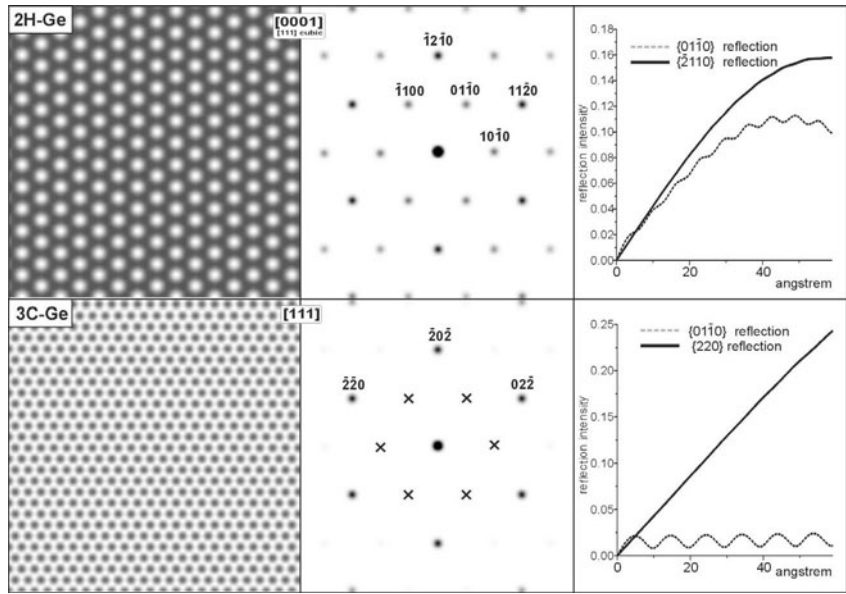 2H-Ge
[0001]
[111] cubic
1̄21̄0
1̄100 011̄0 112̄0
101̄0
0.18
0.16
0.14
0.12
0.10
0.08
0.06
0.04
0.02
0.00
reflection intensity
{011̄0} reflection
{2̄110} reflection
0 20 40
angstrem
3C-Ge
[111]
2̄02̄
2̄2̄0 022̄
0.25
0.20
0.15
0.10
0.05
0.00
reflection intensity
{011̄0} reflection
{220} reflection
0 20 40
angstrem